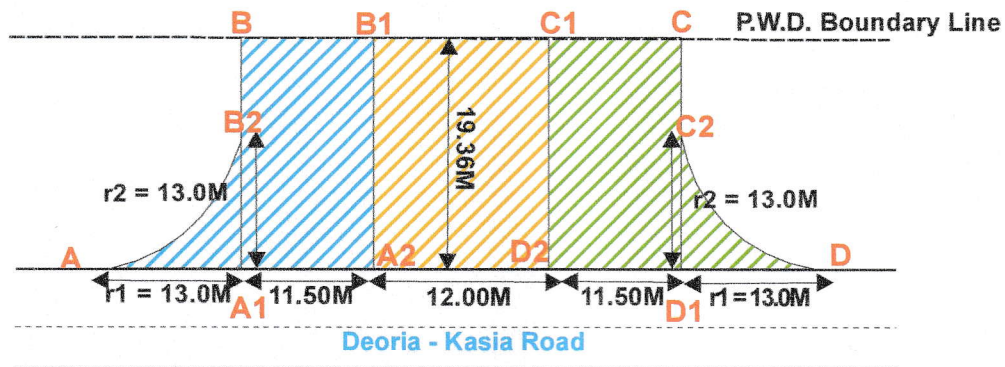 B B1 C1 C P.W.D. Boundary Line
B2 19.36M C2
r2 = 13.0M r2 = 13.0M
A A2 D2 D
r1 = 13.0M 11.50M 12.00M 11.50M r1=13.0M
A1 D1
Deoria - Kasia Road